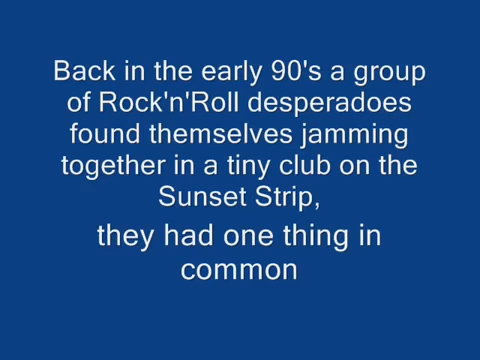 Back in the early 90's a group
of Rock'n'Roll desperadoes
found themselves jamming
together in a tiny club on the
Sunset Strip,
they had one thing in
common